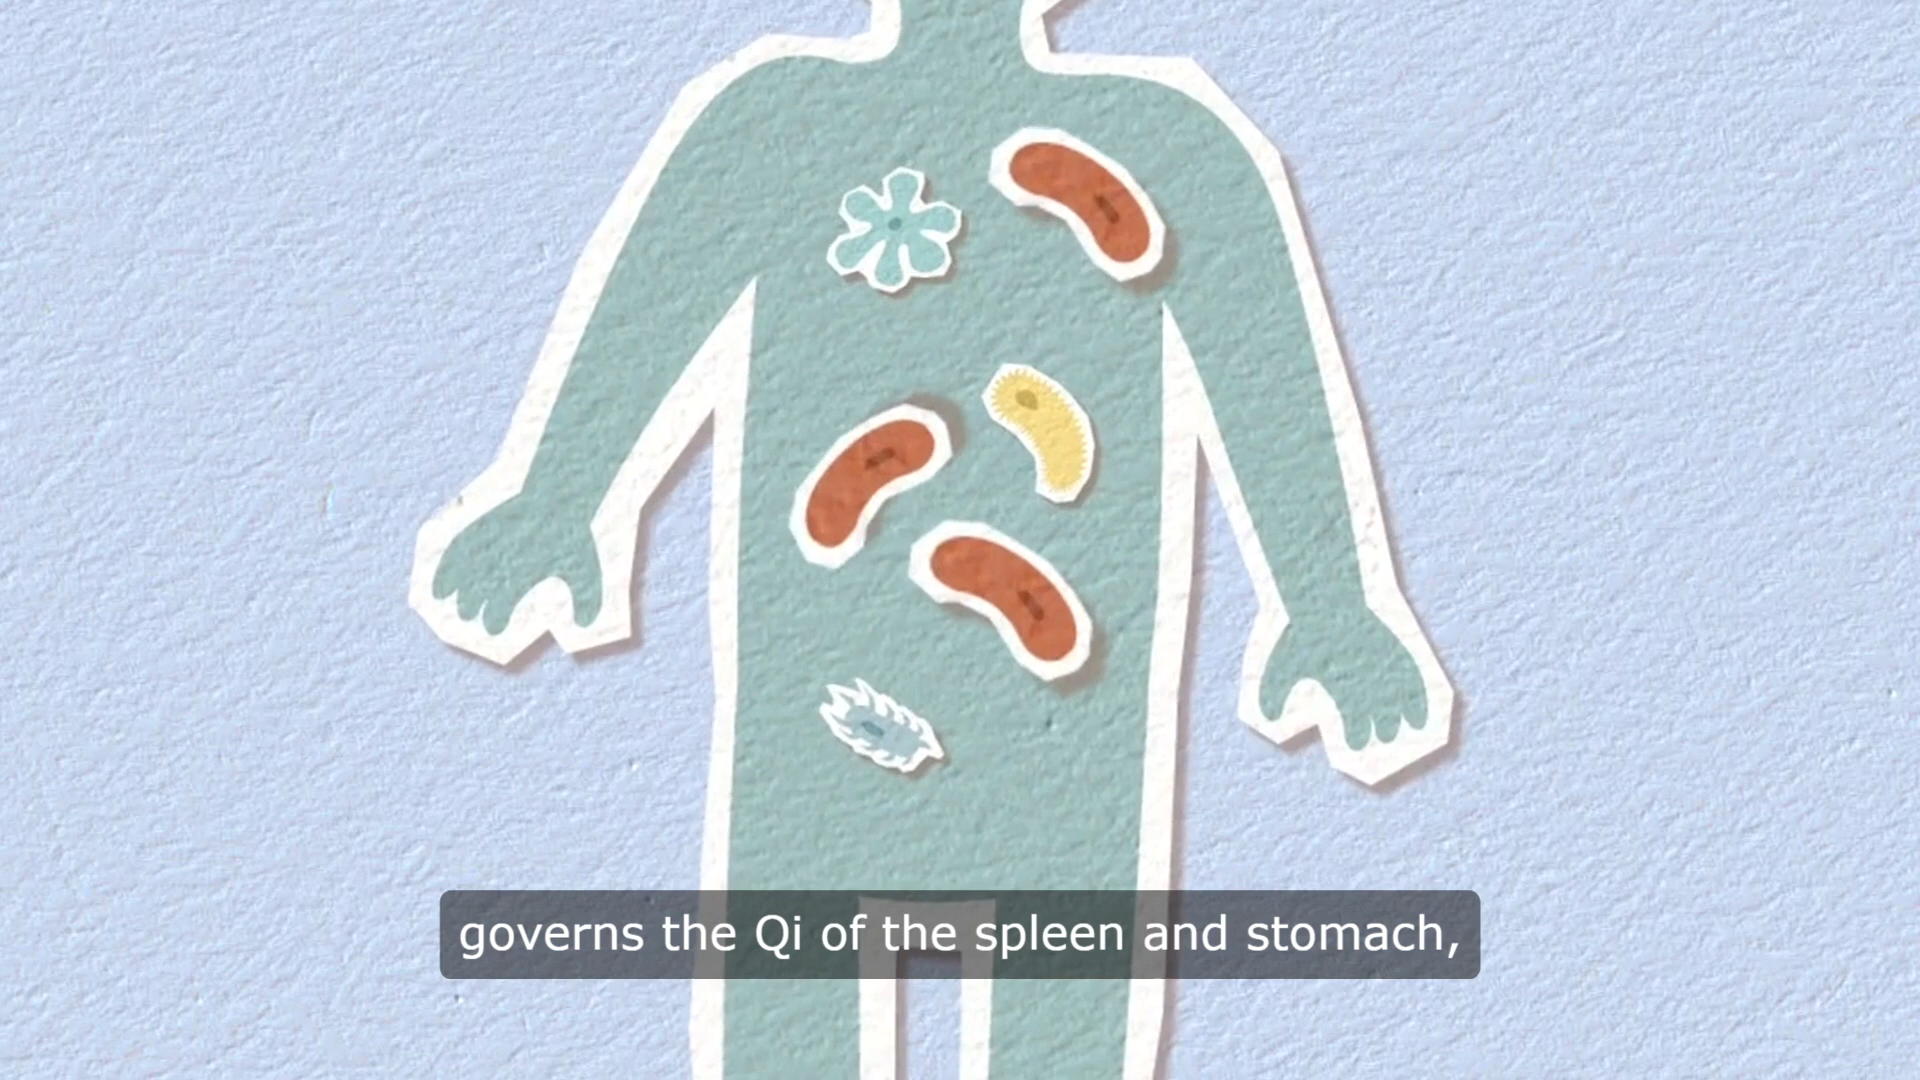 governs the Qi of the spleen and stomach,